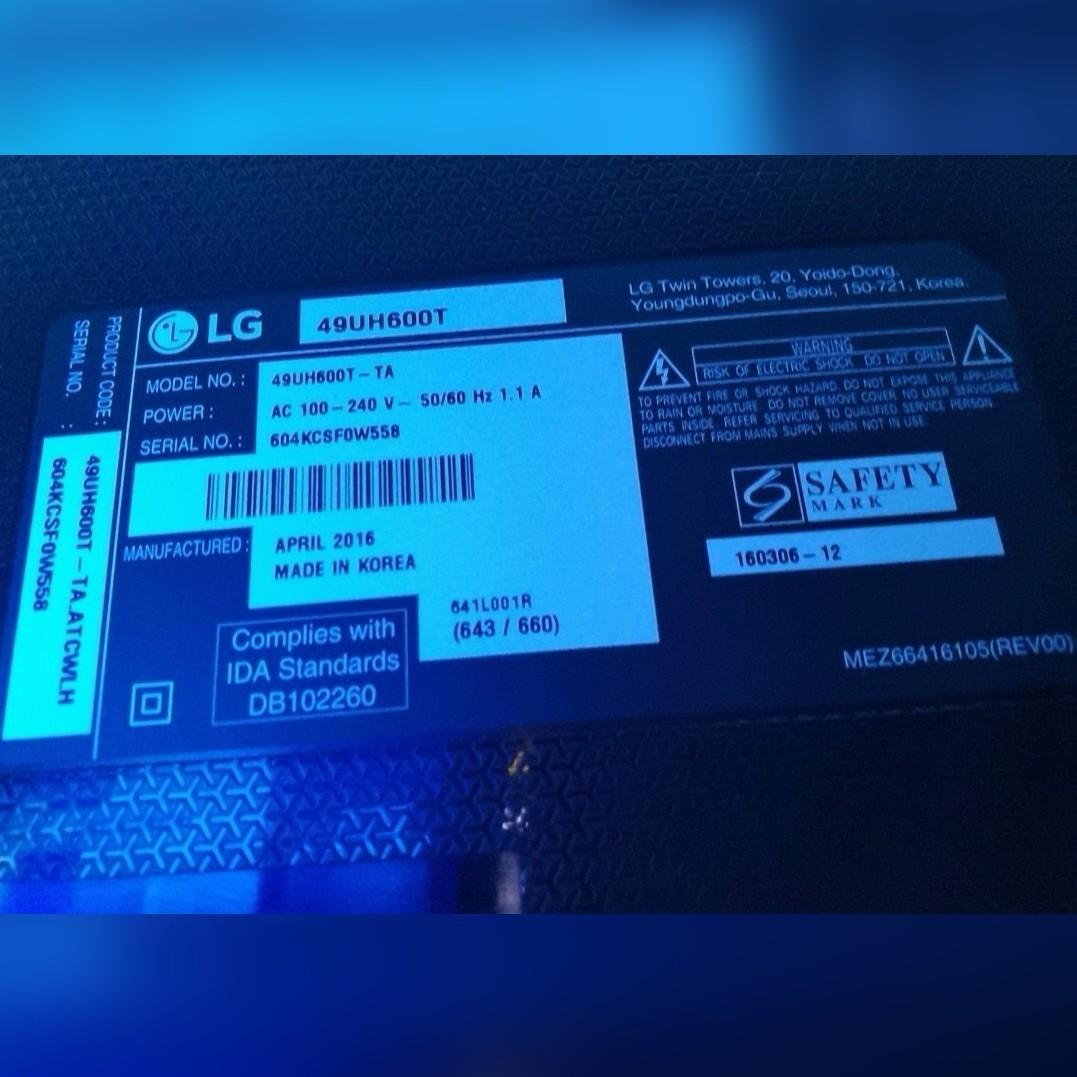 LG 49UH600T
LG Twin Towers, 20, Yoido-Dong,
Youngdungpo-Gu, Seoul, 150-721, Korea.
MODEL NO. : 49UH600T - TA
POWER : AC 100 - 240 V ~ 50/60 Hz 1.1 A
SERIAL NO. : 604KCSF0W558
MANUFACTURED : APRIL 2016
MADE IN KOREA
641L001R
(643 / 660)
Complies with
IDA Standards
DB102260
WARNING
RISK OF ELECTRIC SHOCK DO NOT OPEN
TO PREVENT FIRE OR SHOCK HAZARD, DO NOT EXPOSE THIS APPLIANCE
TO RAIN OR MOISTURE. DO NOT REMOVE COVER. NO USER SERVICEABLE
PARTS INSIDE. REFER SERVICING TO QUALIFIED SERVICE PERSON.
DISCONNECT FROM MAINS SUPPLY WHEN NOT IN USE.
SAFETY
MARK
160306 - 12
MEZ66416105(REV00)
PRODUCT CODE : 49UH600T - TA.ATCWLH
SERIAL NO. : 604KCSF0W558